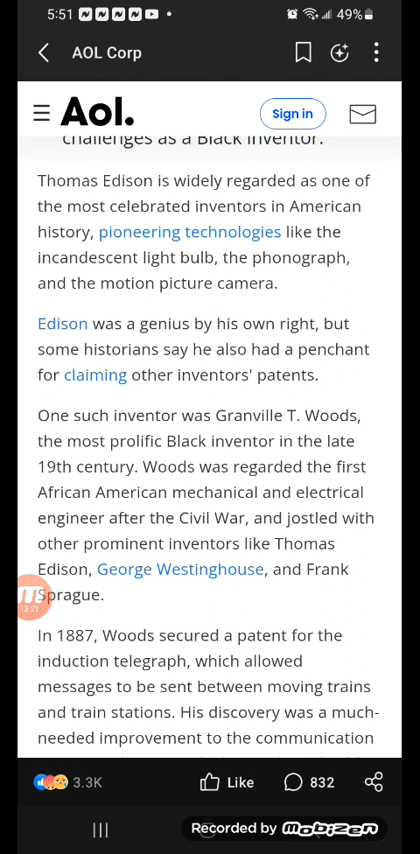 5:51
49%
AOL Corp
Aol.
Sign in
challenges as a Black inventor.
Thomas Edison is widely regarded as one of
the most celebrated inventors in American
history, pioneering technologies like the
incandescent light bulb, the phonograph,
and the motion picture camera.
Edison was a genius by his own right, but
some historians say he also had a penchant
for claiming other inventors' patents.
One such inventor was Granville T. Woods,
the most prolific Black inventor in the late
19th century. Woods was regarded the first
African American mechanical and electrical
engineer after the Civil War, and jostled with
other prominent inventors like Thomas
Edison, George Westinghouse, and Frank
Sprague.
13:21
In 1887, Woods secured a patent for the
induction telegraph, which allowed
messages to be sent between moving trains
and train stations. His discovery was a much-
needed improvement to the communication
3.3K
Like
832
Recorded by Mobizen